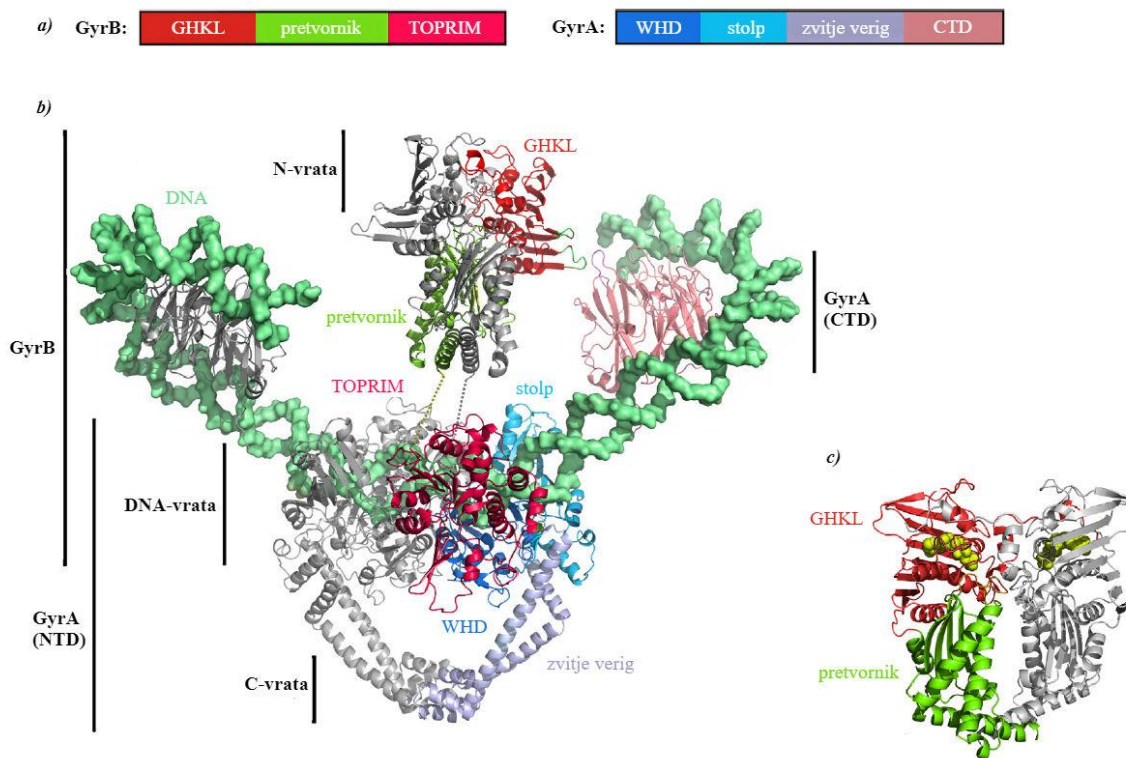 a) GyrB: GHKL pretvornik TOPRIM GyrA: WHD stolp zvitje verig CTD
b)
N-vrata
GHKL
DNA
pretvornik
GyrA
(CTD)
GyrB
TOPRIM
stolp
DNA-vrata
GyrA
(NTD)
WHD
zvitje verig
C-vrata
c)
GHKL
pretvornik